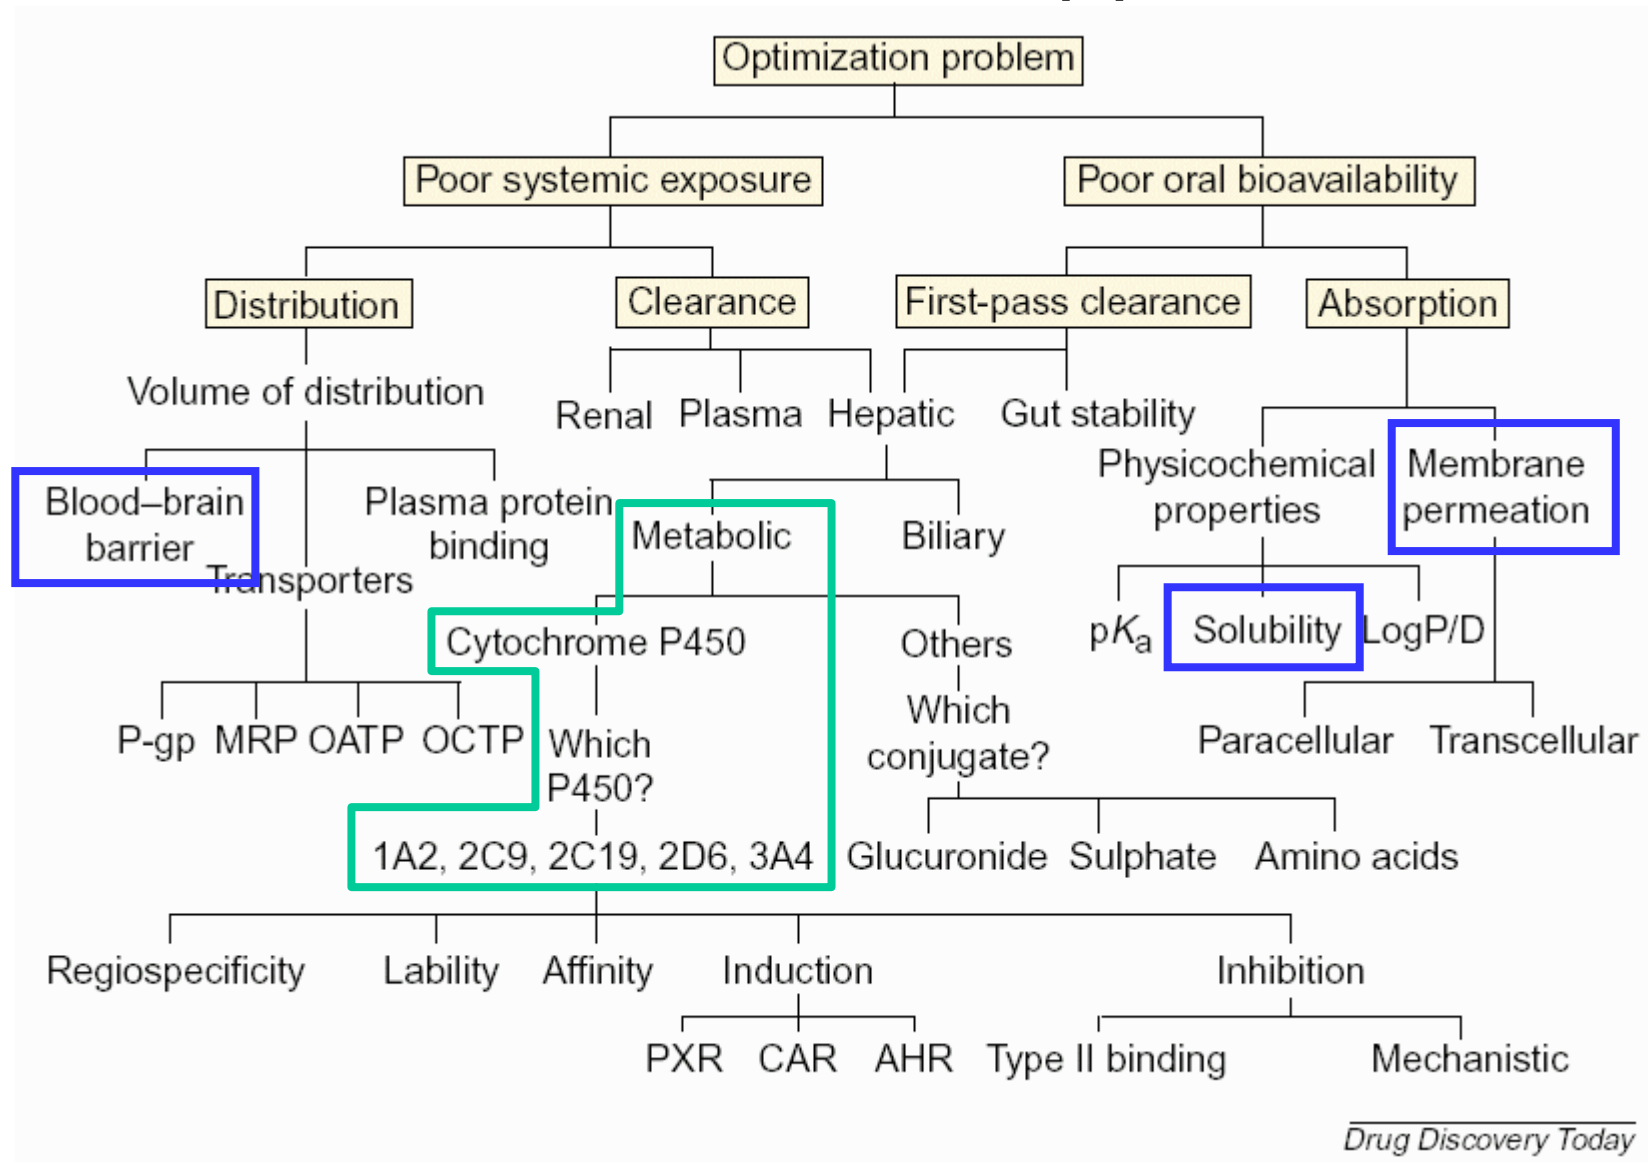 Optimization problem
Poor systemic exposure
Poor oral bioavailability
Distribution
Clearance
First-pass clearance
Absorption
Volume of distribution
Renal
Plasma
Hepatic
Gut stability
Physicochemical
properties
Membrane
permeation
Blood–brain
barrier
Plasma protein
binding
Transporters
Metabolic
Biliary
Cytochrome P450
Others
pKa
Solubility
LogP/D
P-gp
MRP
OATP
OCTP
Which
P450?
Which
conjugate?
Paracellular
Transcellular
1A2, 2C9, 2C19, 2D6, 3A4
Glucuronide
Sulphate
Amino acids
Regiospecificity
Lability
Affinity
Induction
Inhibition
PXR
CAR
AHR
Type II binding
Mechanistic
Drug Discovery Today